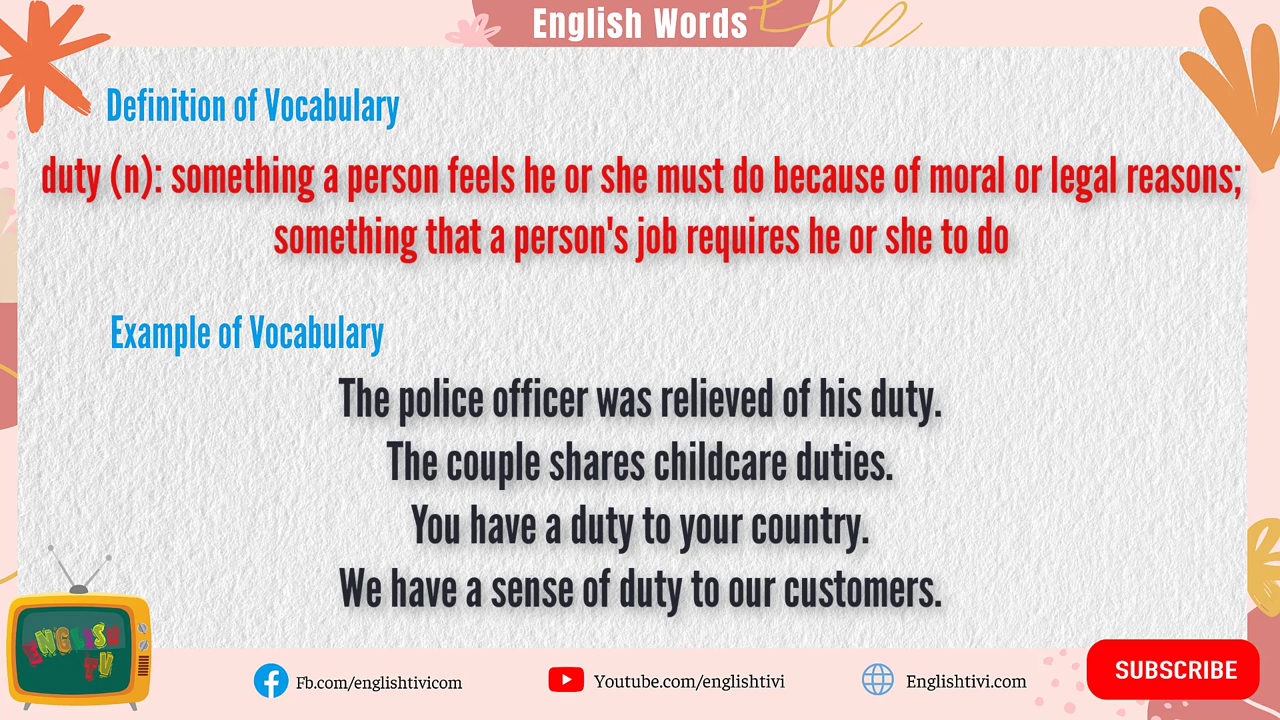 English Words
Definition of Vocabulary
duty (n): something a person feels he or she must do because of moral or legal reasons;
something that a person's job requires he or she to do
Example of Vocabulary
The police officer was relieved of his duty.
The couple shares childcare duties.
You have a duty to your country.
We have a sense of duty to our customers.
ENGLISH
TV
Fb.com/englishtivicom
Youtube.com/englishtivi
Englishtivi.com
SUBSCRIBE